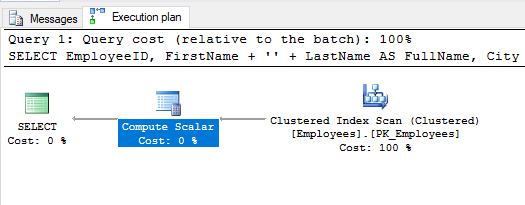 Messages
Execution plan
Query 1: Query cost (relative to the batch): 100%
SELECT EmployeeID, FirstName + '' + LastName AS FullName, City
SELECT
Cost: 0 %
Compute Scalar
Cost: 0 %
Clustered Index Scan (Clustered)
[Employees].[PK_Employees]
Cost: 100 %